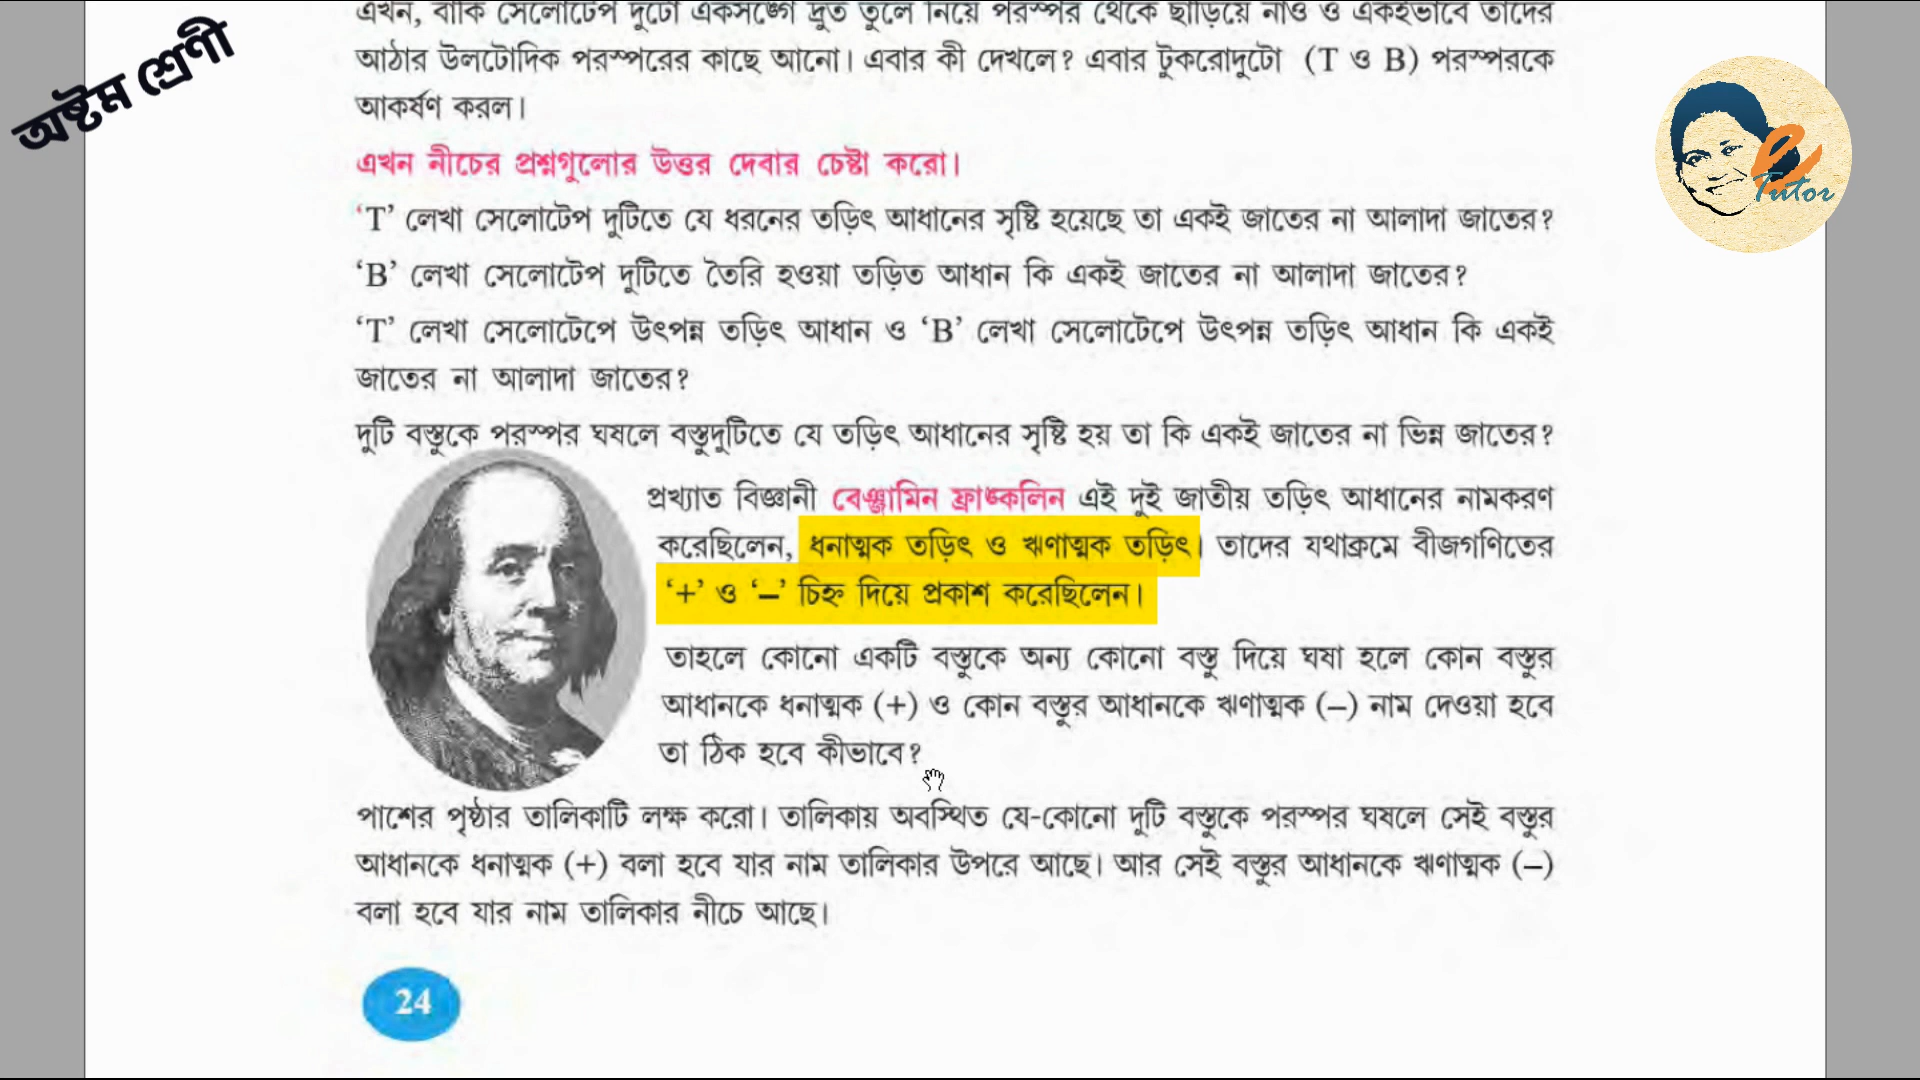 অষ্টম শ্রেণী
এখন, বাকি সেলোটেপ দুটো একসঙ্গে দ্রুত তুলে নিয়ে পরস্পর থেকে ছাড়িয়ে নাও ও একইভাবে তাদের
আঠার উলটোদিক পরস্পরের কাছে আনো। এবার কী দেখলে? এবার টুকরোদুটো (T ও B) পরস্পরকে
আকর্ষণ করল।
এখন নীচের প্রশ্নগুলোর উত্তর দেবার চেষ্টা করো।
‘T’ লেখা সেলোটেপ দুটিতে যে ধরনের তড়িৎ আধানের সৃষ্টি হয়েছে তা একই জাতের না আলাদা জাতের?
‘B’ লেখা সেলোটেপ দুটিতে তৈরি হওয়া তড়িত আধান কি একই জাতের না আলাদা জাতের?
‘T’ লেখা সেলোটেপে উৎপন্ন তড়িৎ আধান ও ‘B’ লেখা সেলোটেপে উৎপন্ন তড়িৎ আধান কি একই
জাতের না আলাদা জাতের?
দুটি বস্তুকে পরস্পর ঘষলে বস্তুদুটিতে যে তড়িৎ আধানের সৃষ্টি হয় তা কি একই জাতের না ভিন্ন জাতের?
প্রখ্যাত বিজ্ঞানী বেঞ্জামিন ফ্রাঙ্কলিন এই দুই জাতীয় তড়িৎ আধানের নামকরণ
করেছিলেন, ধনাত্মক তড়িৎ ও ঋণাত্মক তড়িৎ। তাদের যথাক্রমে বীজগণিতের
‘+’ ও ‘–’ চিহ্ন দিয়ে প্রকাশ করেছিলেন।
তাহলে কোনো একটি বস্তুকে অন্য কোনো বস্তু দিয়ে ঘষা হলে কোন বস্তুর
আধানকে ধনাত্মক (+) ও কোন বস্তুর আধানকে ঋণাত্মক (–) নাম দেওয়া হবে
তা ঠিক হবে কীভাবে?
পাশের পৃষ্ঠার তালিকাটি লক্ষ করো। তালিকায় অবস্থিত যে-কোনো দুটি বস্তুকে পরস্পর ঘষলে সেই বস্তুর
আধানকে ধনাত্মক (+) বলা হবে যার নাম তালিকার উপরে আছে। আর সেই বস্তুর আধানকে ঋণাত্মক (–)
বলা হবে যার নাম তালিকার নীচে আছে।
24
e Tutor